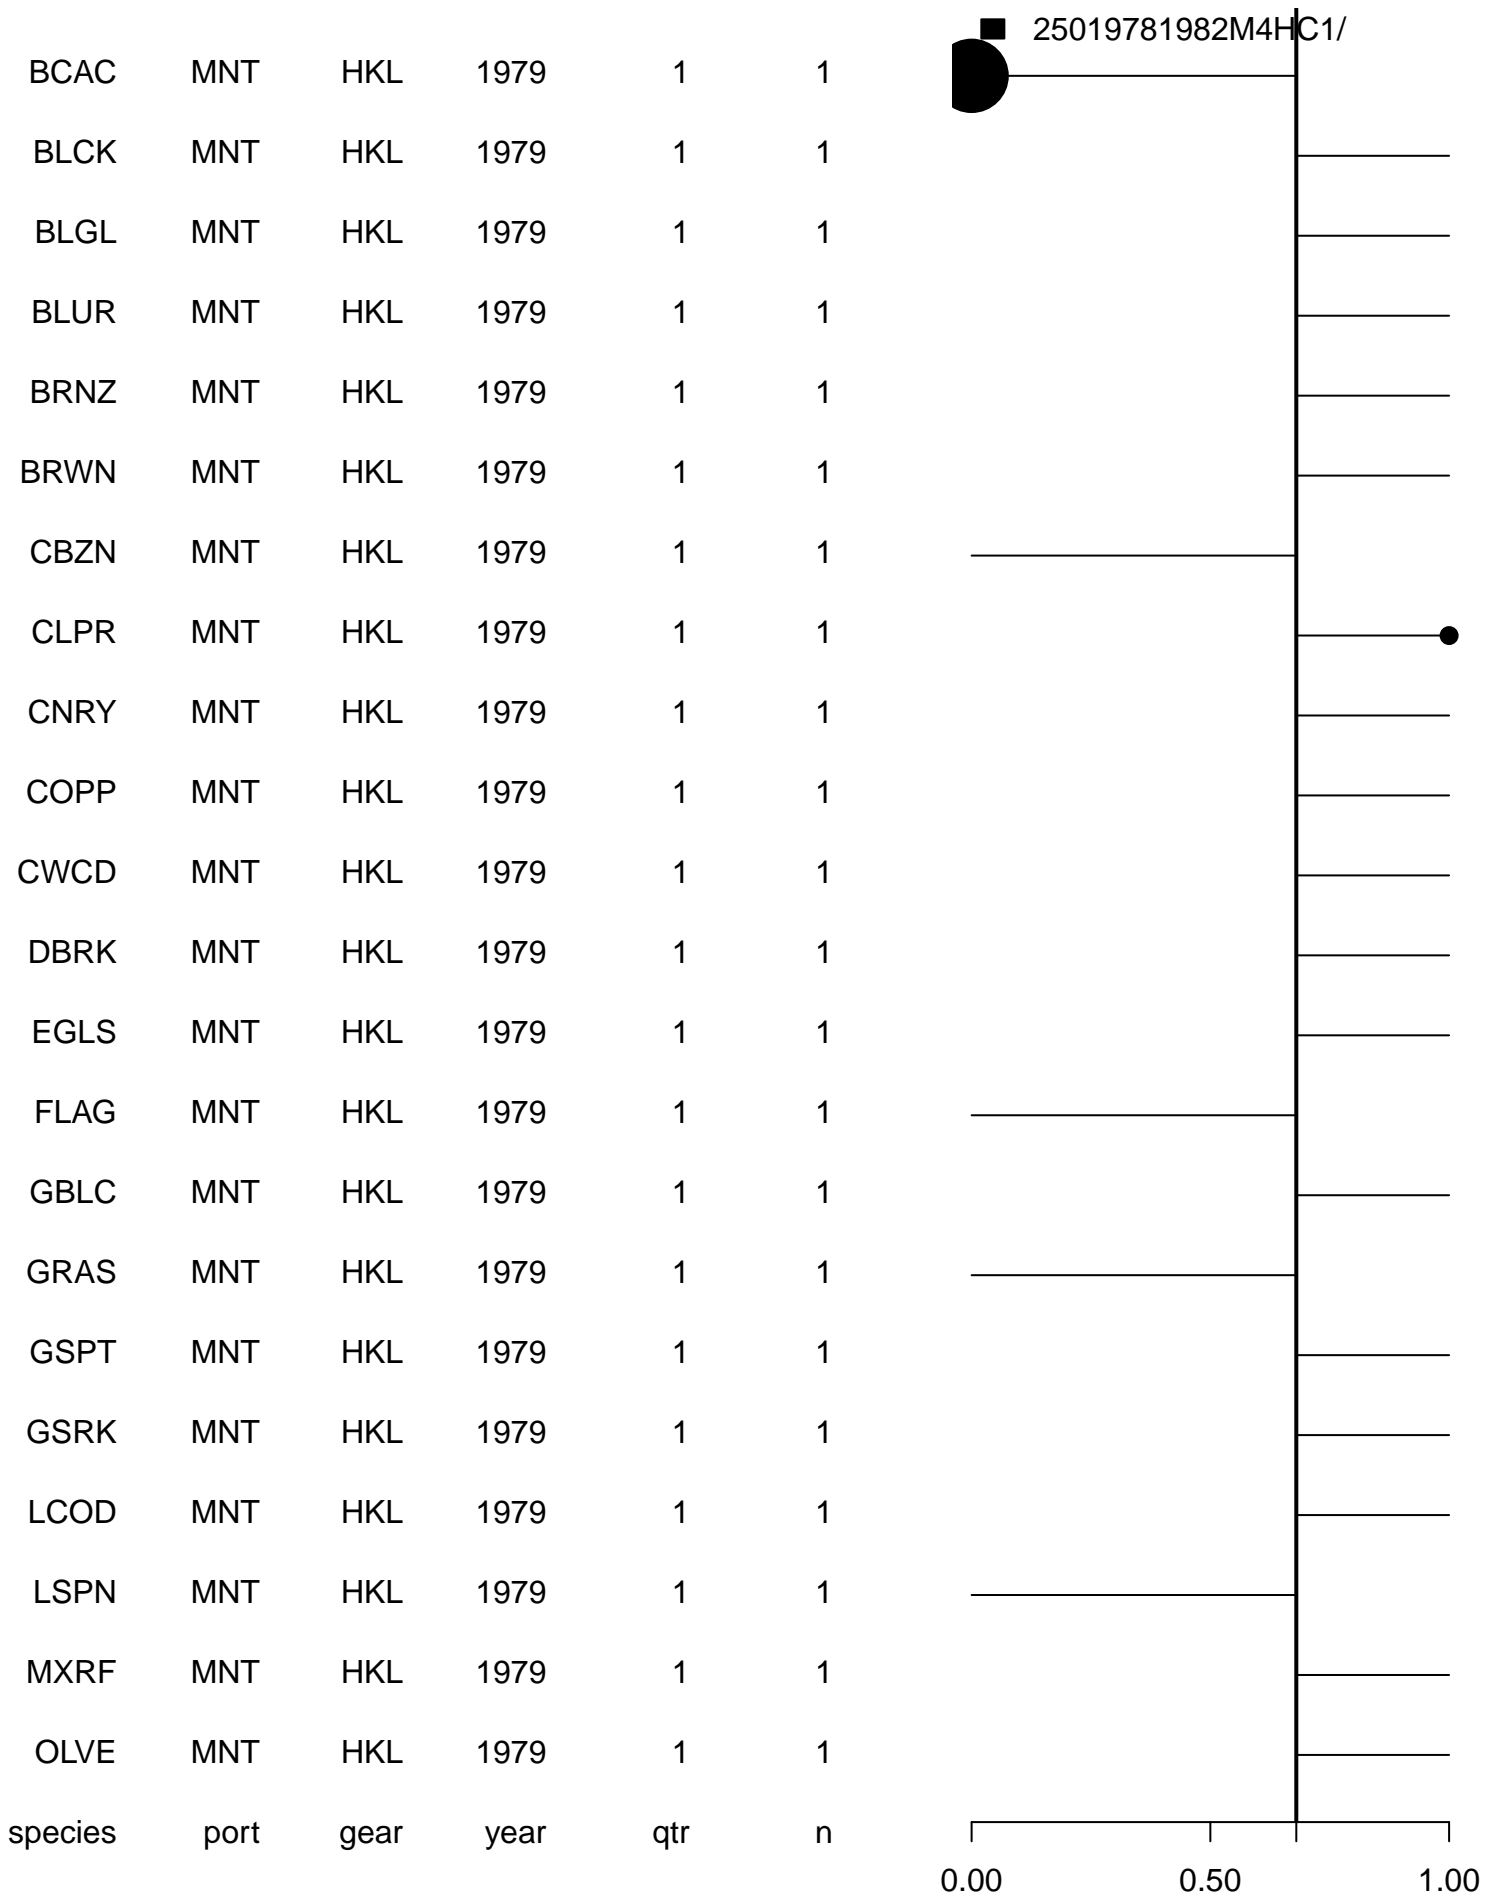 25019781982M4HC1/
BCAC MNT HKL 1979 1 1
BLCK MNT HKL 1979 1 1
BLGL MNT HKL 1979 1 1
BLUR MNT HKL 1979 1 1
BRNZ MNT HKL 1979 1 1
BRWN MNT HKL 1979 1 1
CBZN MNT HKL 1979 1 1
CLPR MNT HKL 1979 1 1
CNRY MNT HKL 1979 1 1
COPP MNT HKL 1979 1 1
CWCD MNT HKL 1979 1 1
DBRK MNT HKL 1979 1 1
EGLS MNT HKL 1979 1 1
FLAG MNT HKL 1979 1 1
GBLC MNT HKL 1979 1 1
GRAS MNT HKL 1979 1 1
GSPT MNT HKL 1979 1 1
GSRK MNT HKL 1979 1 1
LCOD MNT HKL 1979 1 1
LSPN MNT HKL 1979 1 1
MXRF MNT HKL 1979 1 1
OLVE MNT HKL 1979 1 1
species port gear year qtr n
0.00 0.50 1.00